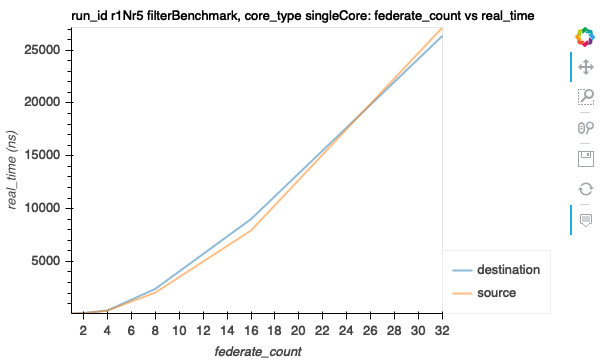 run_id r1Nr5 filterBenchmark, core_type singleCore: federate_count vs real_time
real_time (ns)
25000
20000
15000
10000
5000
2 4 6 8 10 12 14 16 18 20 22 24 26 28 30 32
federate_count
destination
source